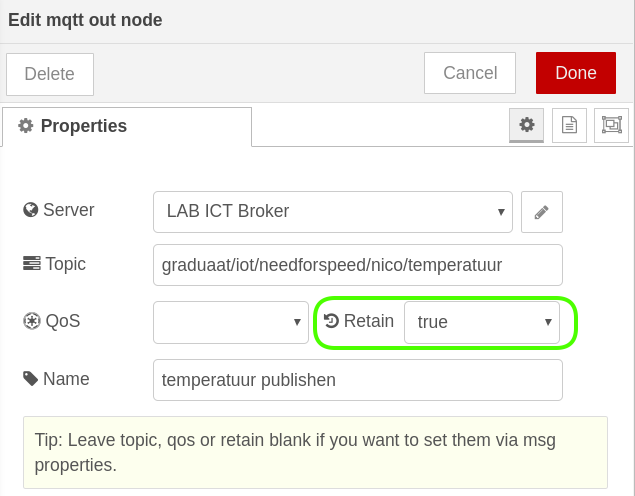 Edit mqtt out node
Delete
Cancel
Done
Properties
Server
LAB ICT Broker
Topic
graduaat/iot/needforspeed/nico/temperatuur
QoS
Retain
true
Name
temperatuur publishen
Tip: Leave topic, qos or retain blank if you want to set them via msg
properties.